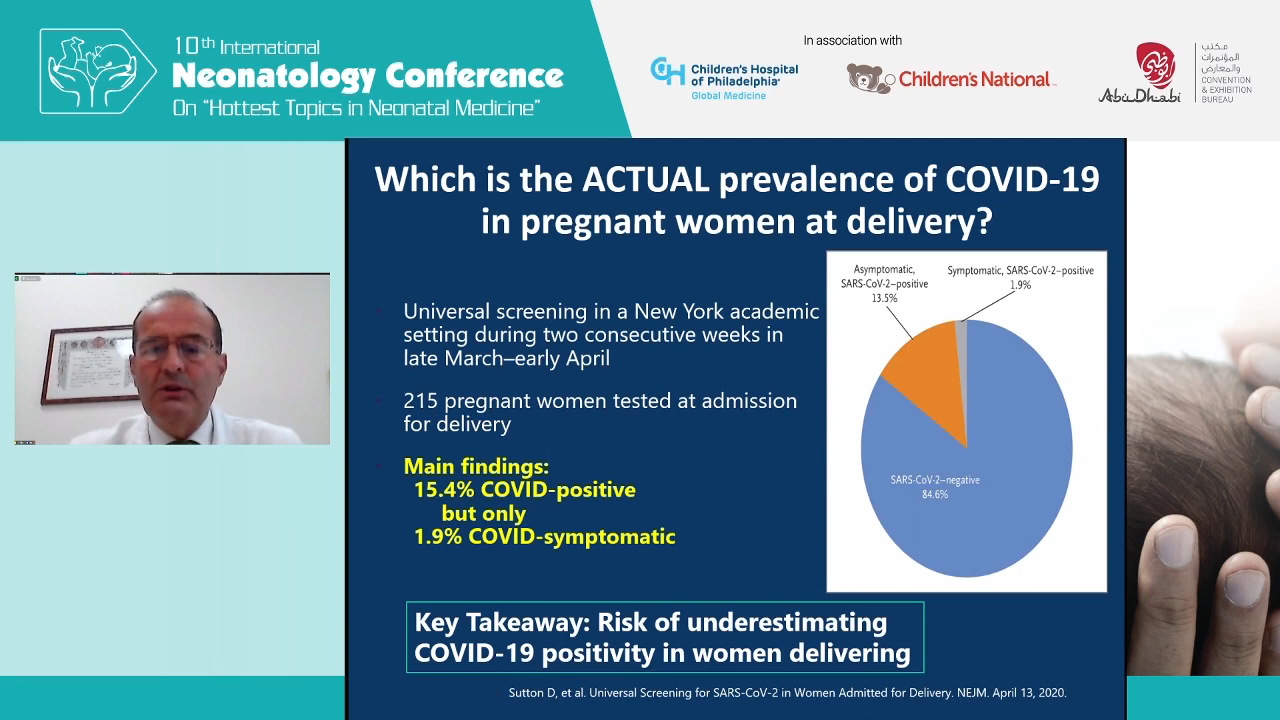 10th International
Neonatology Conference
On "Hottest Topics in Neonatal Medicine"
In association with
Children's Hospital
of Philadelphia
Global Medicine
Children's National
Abu Dhabi
مكتب
المؤتمرات
والمعارض
CONVENTION
& EXHIBITION
BUREAU
Which is the ACTUAL prevalence of COVID-19
in pregnant women at delivery?
Universal screening in a New York academic
setting during two consecutive weeks in
late March–early April
215 pregnant women tested at admission
for delivery
Main findings:
15.4% COVID-positive
but only
1.9% COVID-symptomatic
Asymptomatic,
SARS-CoV-2–positive
13.5%
Symptomatic, SARS-CoV-2–positive
1.9%
SARS-CoV-2–negative
84.6%
Key Takeaway: Risk of underestimating
COVID-19 positivity in women delivering
Sutton D, et al. Universal Screening for SARS-CoV-2 in Women Admitted for Delivery. NEJM. April 13, 2020.